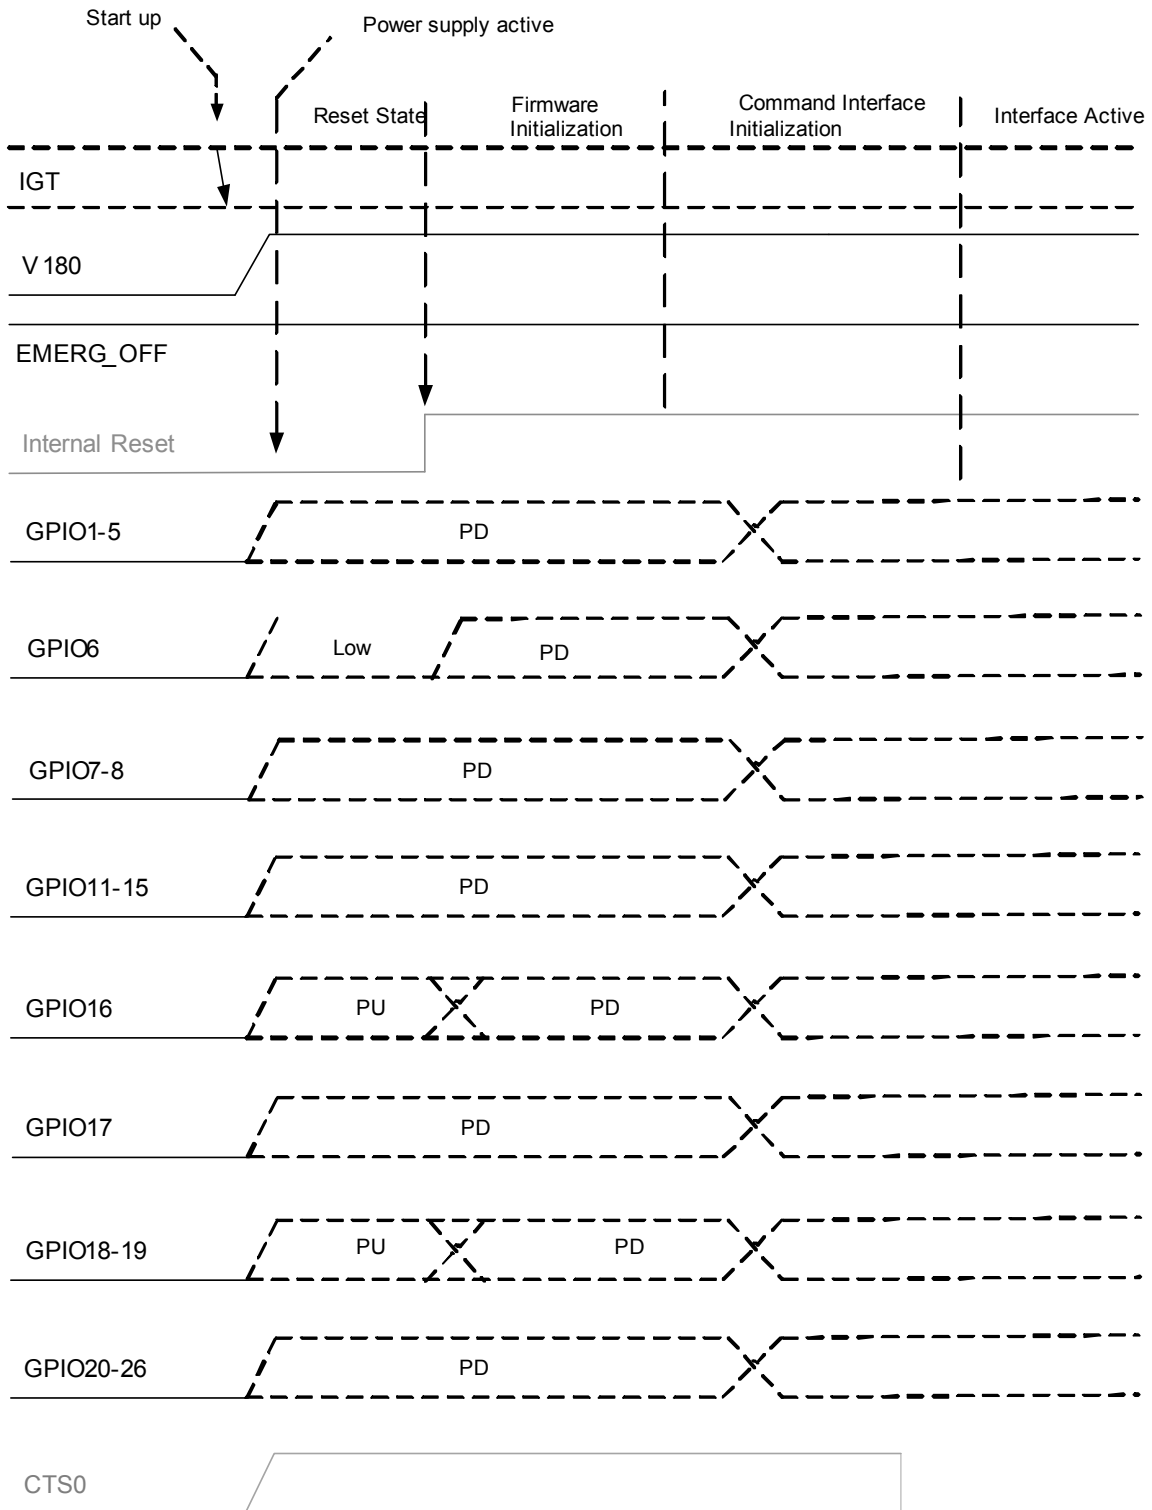 Start up
Power supply active
Reset State
Firmware
Initialization
Command Interface
Initialization
Interface Active
IGT
V180
EMERG_OFF
Internal Reset
GPIO1-5
PD
GPIO6
Low
PD
GPIO7-8
PD
GPIO11-15
PD
GPIO16
PU
PD
GPIO17
PD
GPIO18-19
PU
PD
GPIO20-26
PD
CTS0